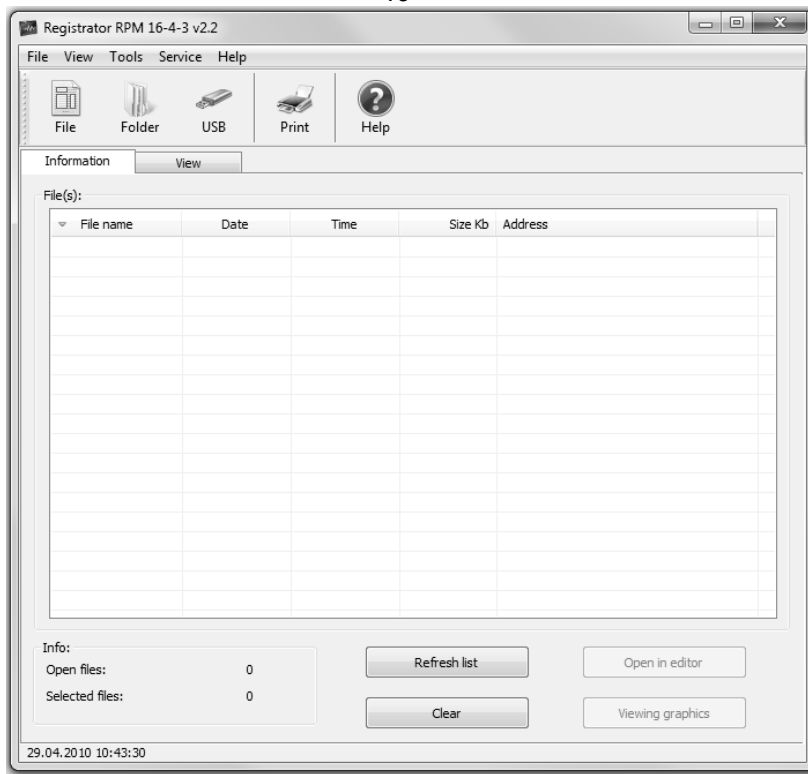 Registrator RPM 16-4-3 v2.2
File View Tools Service Help
File Folder USB Print Help
Information View
File(s):
File name Date Time Size Kb Address
Info:
Open files: 0
Selected files: 0
Refresh list
Open in editor
Clear
Viewing graphics
29.04.2010 10:43:30